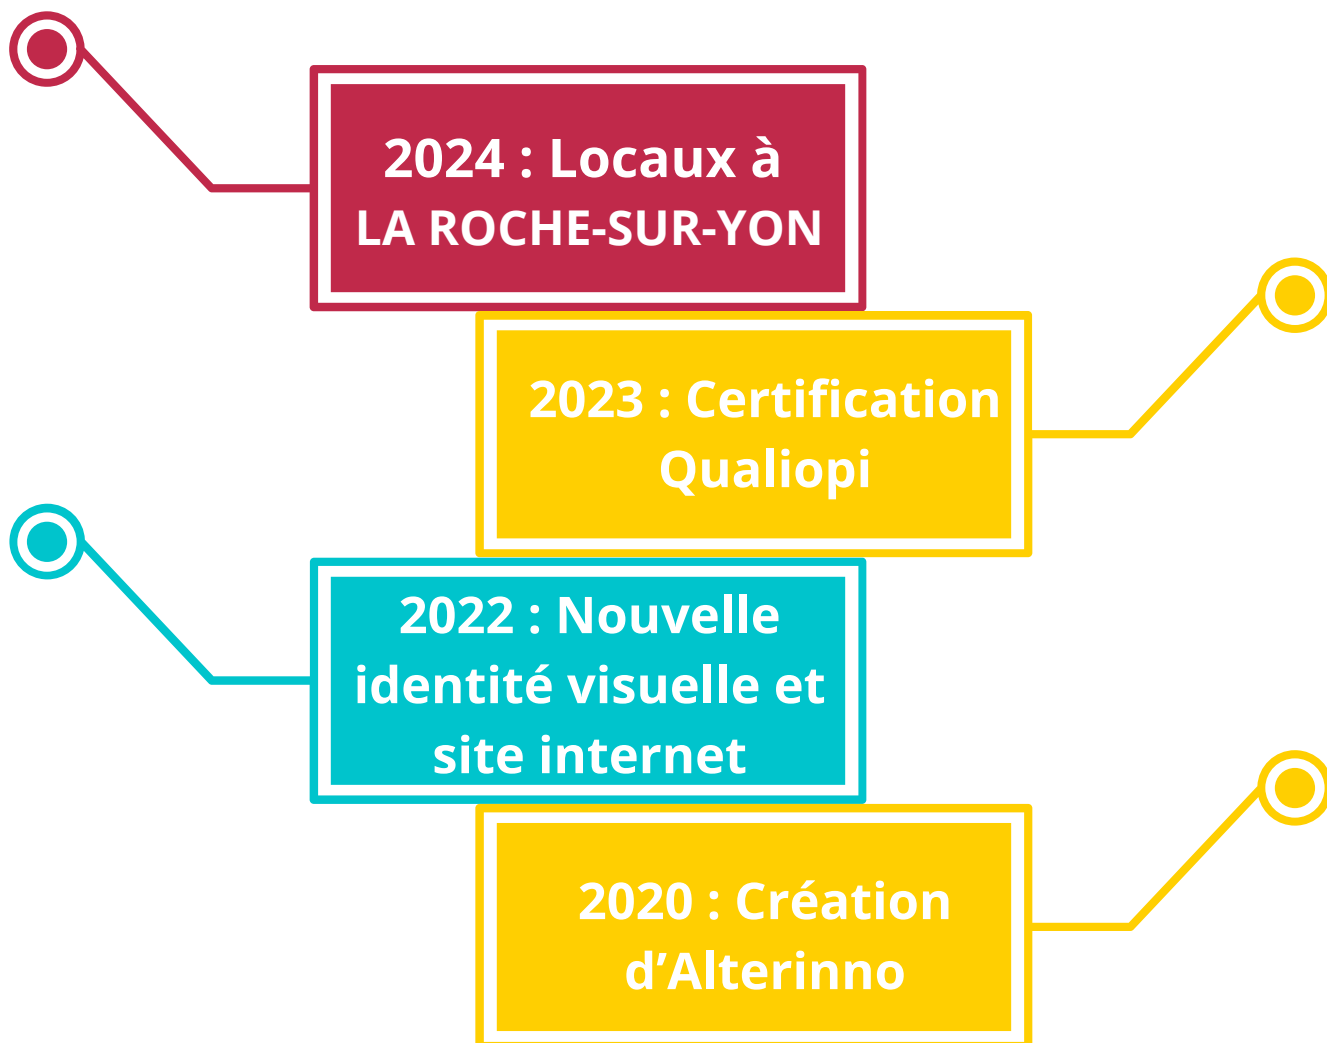 2024 : Locaux à
LA ROCHE-SUR-YON
2023 : Certification
Qualiopi
2022 : Nouvelle
identité visuelle et
site internet
2020 : Création
d’Alterinno